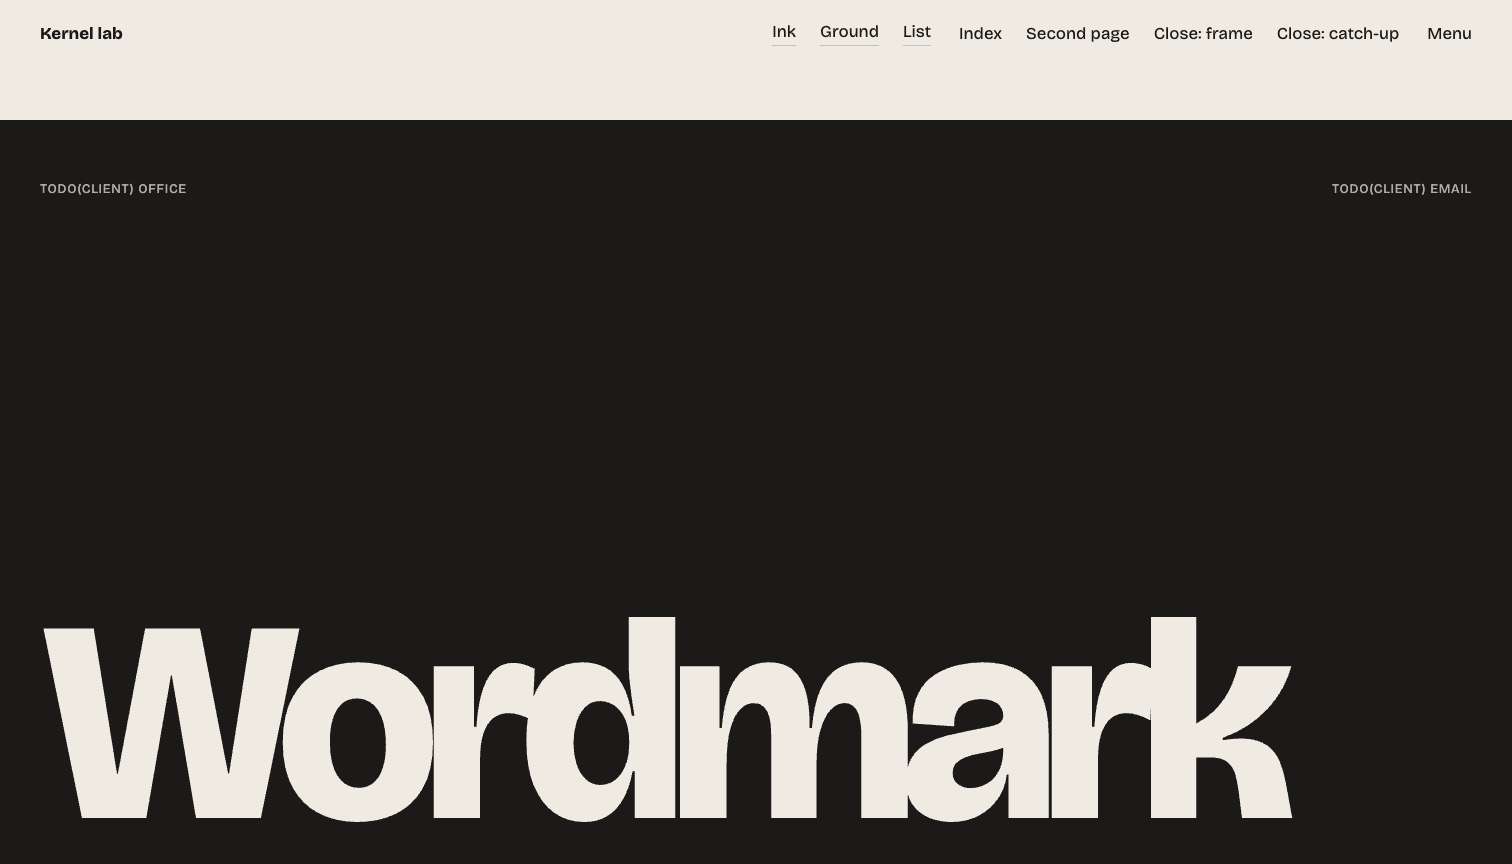 Kernel lab Ink Ground List Index Second page Close: frame Close: catch-up Menu
TODO(CLIENT) OFFICE TODO(CLIENT) EMAIL
Wordmark